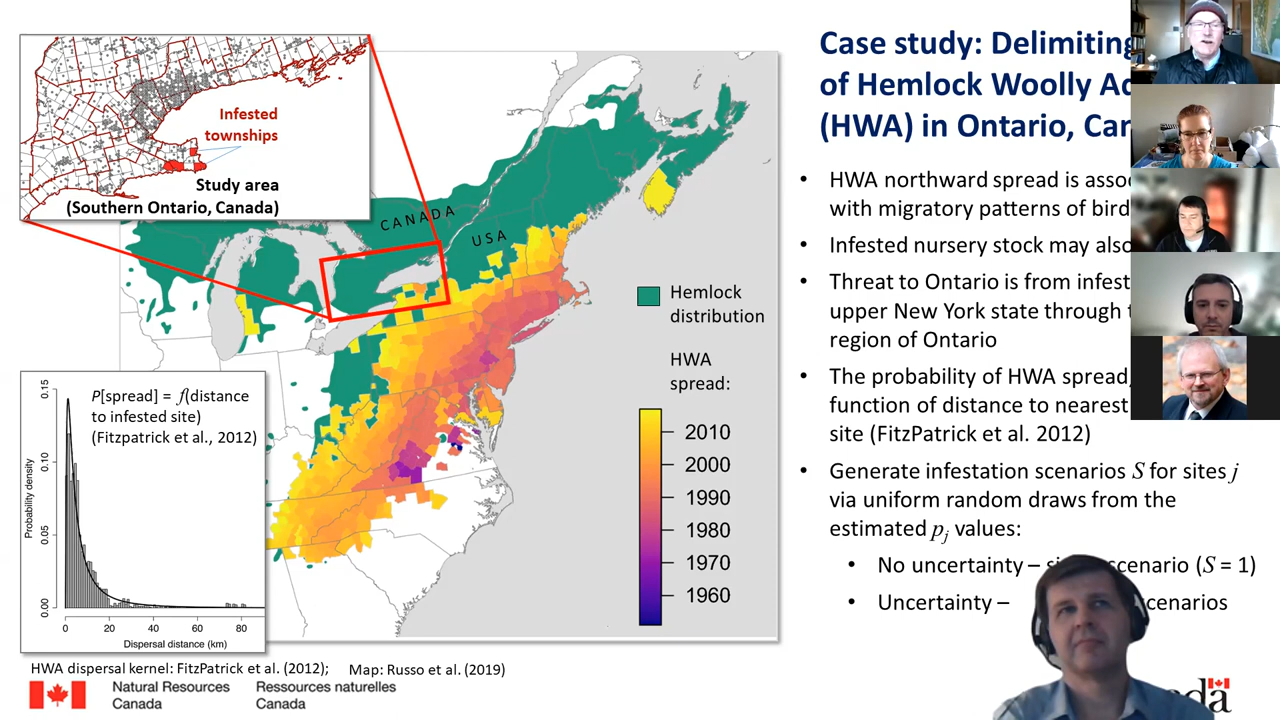 Case study: Delimiting
of Hemlock Woolly
(HWA) in Ontario,
• HWA northward spread is
with migratory patterns of
• Infested nursery stock may also
• Threat to Ontario is from
upper New York state through
region of Ontario
• The probability of HWA spread,
function of distance to nearest
site (FitzPatrick et al. 2012)
• Generate infestation scenarios S for sites j
via uniform random draws from the
estimated pj values:
• No uncertainty – scenario (S = 1)
• Uncertainty – scenarios
Infested
townships
Study area
(Southern Ontario, Canada)
CANADA
USA
Hemlock
distribution
HWA
spread:
2010
2000
1990
1980
1970
1960
P[spread] = f(distance
to infested site)
(Fitzpatrick et al., 2012)
Probability density
0.15
0.10
0.05
0.00
0 20 40 60 80
Dispersal distance (km)
HWA dispersal kernel: FitzPatrick et al. (2012); Map: Russo et al. (2019)
Natural Resources Ressources naturelles
Canada Canada